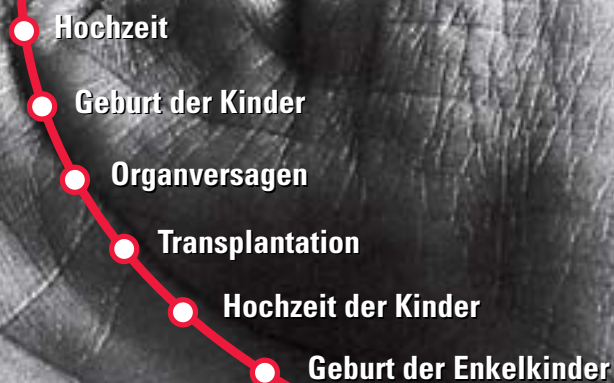 Hochzeit
Geburt der Kinder
Organversagen
Transplantation
Hochzeit der Kinder
Geburt der Enkelkinder